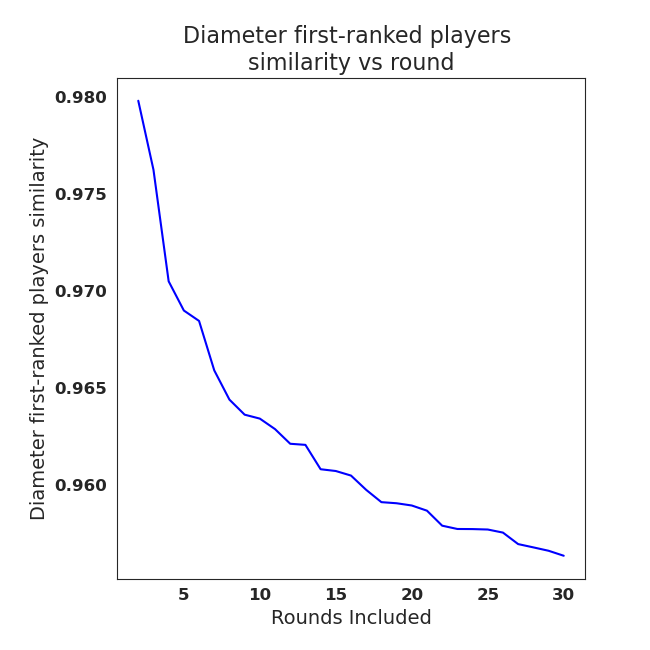 Diameter first-ranked players
similarity vs round
0.980
0.975
0.970
0.965
0.960
Diameter first-ranked players similarity
5 10 15 20 25 30
Rounds Included